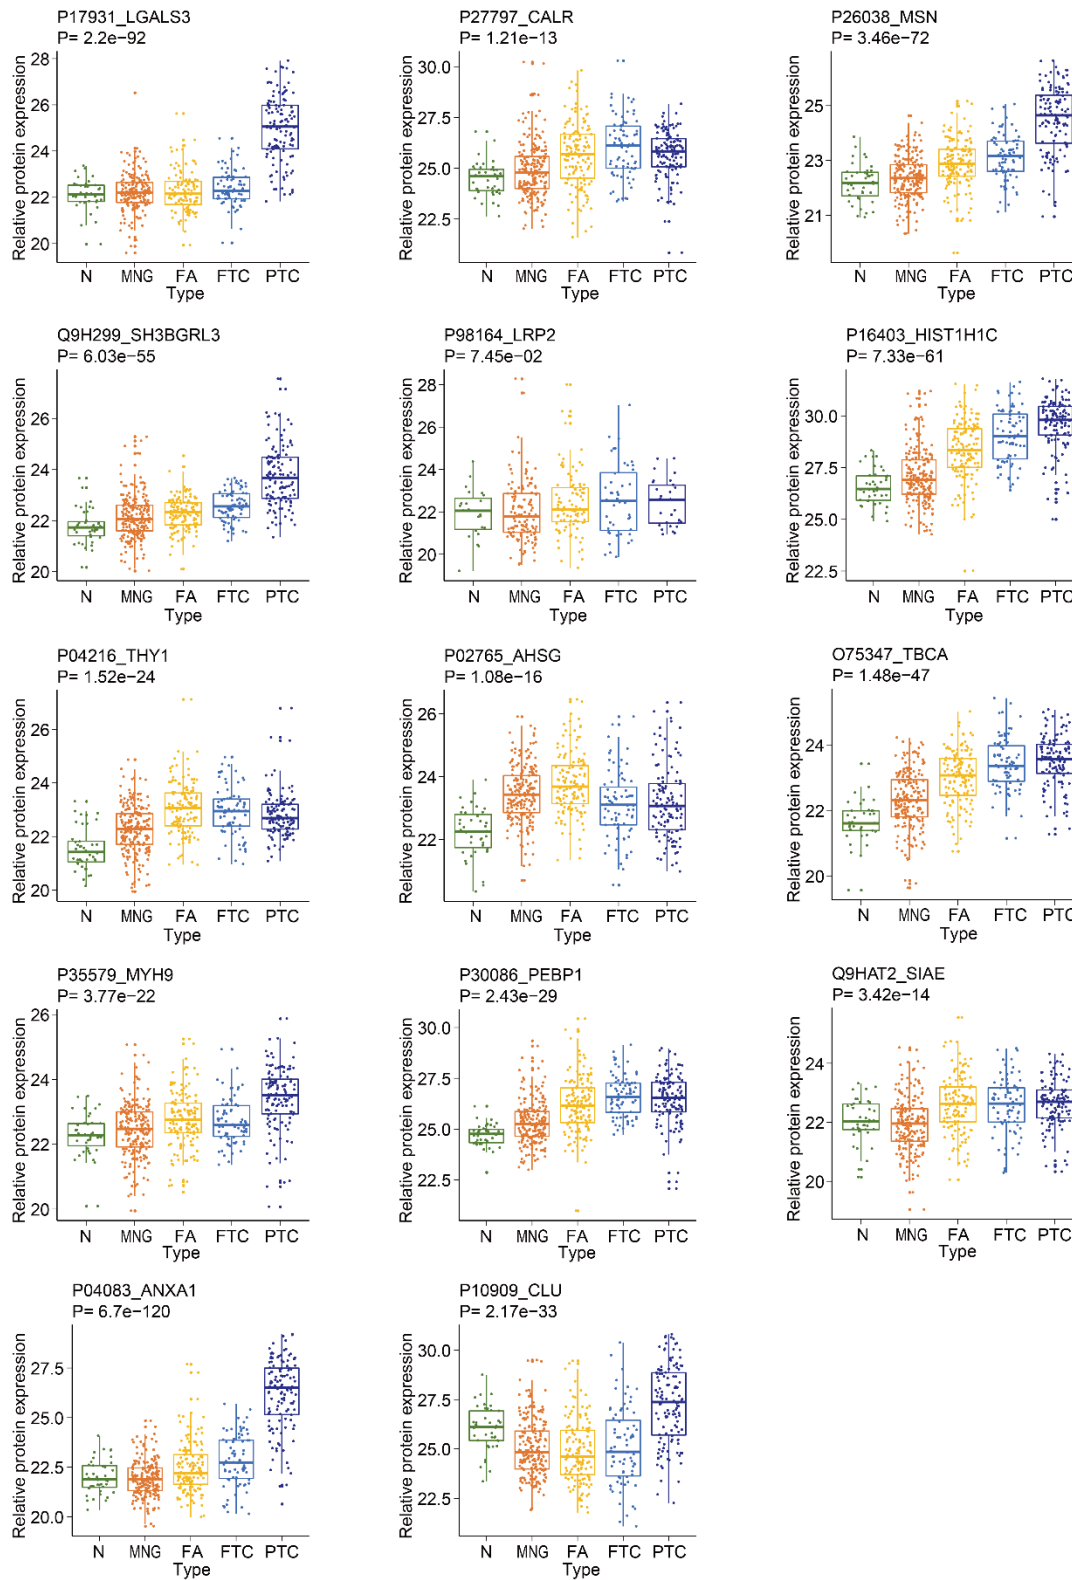 P17931_LGALS3
P= 2.2e−92
Relative protein expression
28
26
24
22
20
N MNG FA FTC PTC
Type
P27797_CALR
P= 1.21e−13
Relative protein expression
30.0
27.5
25.0
22.5
N MNG FA FTC PTC
Type
P26038_MSN
P= 3.46e−72
Relative protein expression
25
23
21
N MNG FA FTC PTC
Type
Q9H299_SH3BGRL3
P= 6.03e−55
Relative protein expression
26
24
22
20
N MNG FA FTC PTC
Type
P98164_LRP2
P= 7.45e−02
Relative protein expression
28
26
24
22
20
N MNG FA FTC PTC
Type
P16403_HIST1H1C
P= 7.33e−61
Relative protein expression
30.0
27.5
25.0
22.5
N MNG FA FTC PTC
Type
P04216_THY1
P= 1.52e−24
Relative protein expression
26
24
22
20
N MNG FA FTC PTC
Type
P02765_AHSG
P= 1.08e−16
Relative protein expression
26
24
22
N MNG FA FTC PTC
Type
O75347_TBCA
P= 1.48e−47
Relative protein expression
24
22
20
N MNG FA FTC PTC
Type
P35579_MYH9
P= 3.77e−22
Relative protein expression
26
24
22
20
N MNG FA FTC PTC
Type
P30086_PEBP1
P= 2.43e−29
Relative protein expression
30.0
27.5
25.0
22.5
N MNG FA FTC PTC
Type
Q9HAT2_SIAE
P= 3.42e−14
Relative protein expression
24
22
20
N MNG FA FTC PTC
Type
P04083_ANXA1
P= 6.7e−120
Relative protein expression
27.5
25.0
22.5
20.0
N MNG FA FTC PTC
Type
P10909_CLU
P= 2.17e−33
Relative protein expression
30.0
27.5
25.0
22.5
N MNG FA FTC PTC
Type